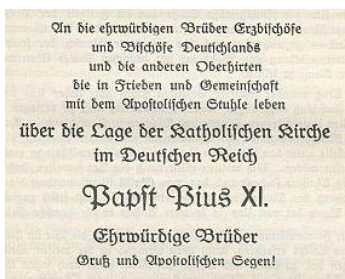 An die ehrwürdigen Brüder Erzbischöfe
und Bischöfe Deutschlands
und die anderen Oberhirten
die in Frieden und Gemeinschaft
mit dem Apostolischen Stuhle leben
über die Lage der Katholischen Kirche
im Deutschen Reich
Papst Pius XI.
Ehrwürdige Brüder
Gruß und Apostolischen Segen!